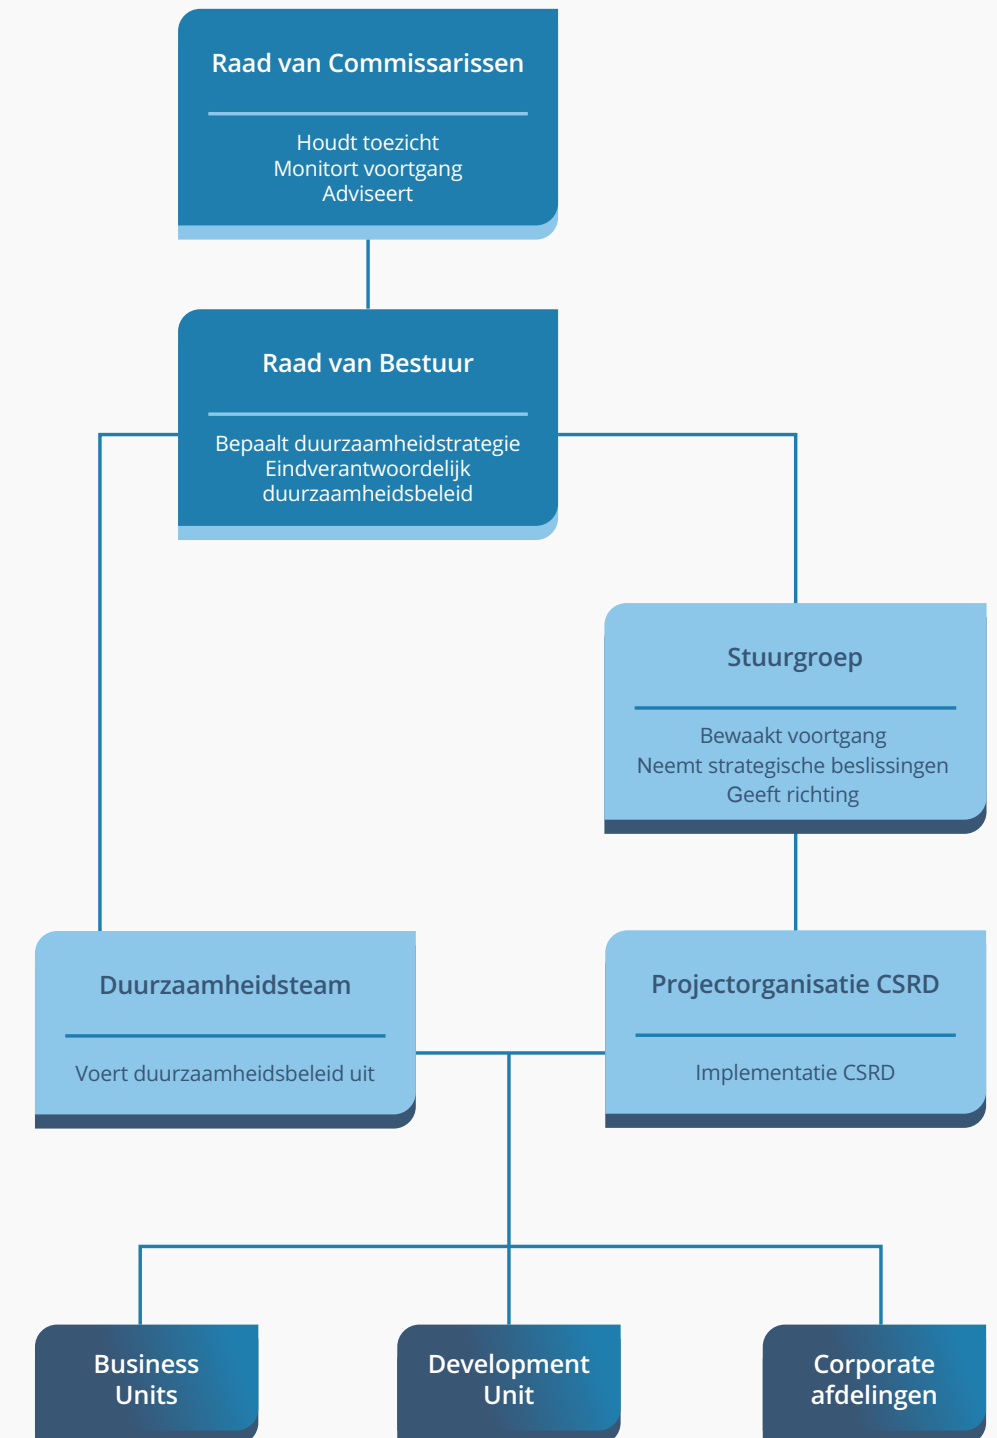 Raad van Commissarissen
Houdt toezicht
Monitort voortgang
Adviseert
Raad van Bestuur
Bepaalt duurzaamheidstrategie
Eindverantwoordelijk
duurzaamheidsbeleid
Stuurgroep
Bewaakt voortgang
Neemt strategische beslissingen
Geeft richting
Duurzaamheidsteam
Voert duurzaamheidsbeleid uit
Projectorganisatie CSRD
Implementatie CSRD
Business
Units
Development
Unit
Corporate
afdelingen